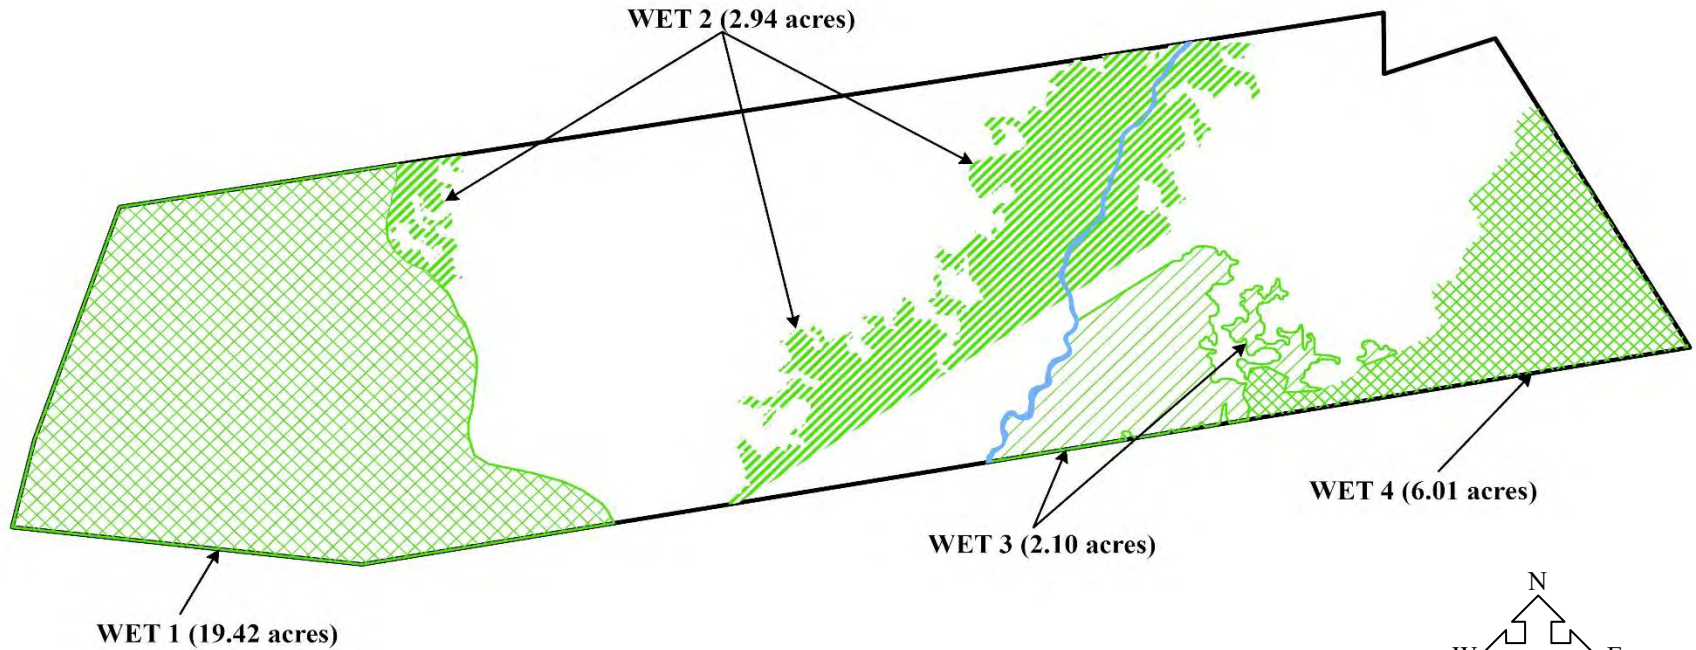 WET 2 (2.94 acres)
WET 4 (6.01 acres)
WET 3 (2.10 acres)
WET 1 (19.42 acres)
N
W
E